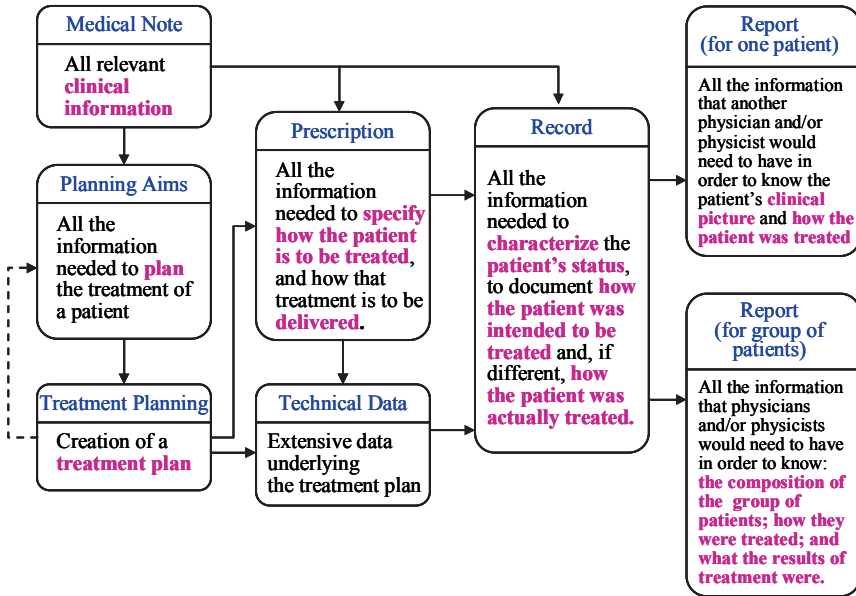 Medical Note
All relevant
clinical
information
Planning Aims
All the
information
needed to plan
the treatment of
a patient
Treatment Planning
Creation of a
treatment plan
Prescription
All the
information
needed to specify
how the patient
is to be treated,
and how that
treatment is to be
delivered.
Technical Data
Extensive data
underlying
the treatment plan
Record
All the
information
needed to
characterize the
patient's status,
to document how
the patient was
intended to be
treated and, if
different, how
the patient was
actually treated.
Report
(for one patient)
All the information
that another
physician and/or
physicist would
need to have in
order to know the
patient's clinical
picture and how the
patient was treated
Report
(for group of
patients)
All the information
that physicians
and/or physicists
would need to have
in order to know:
the composition of
the group of
patients; how they
were treated; and
what the results of
treatment were.